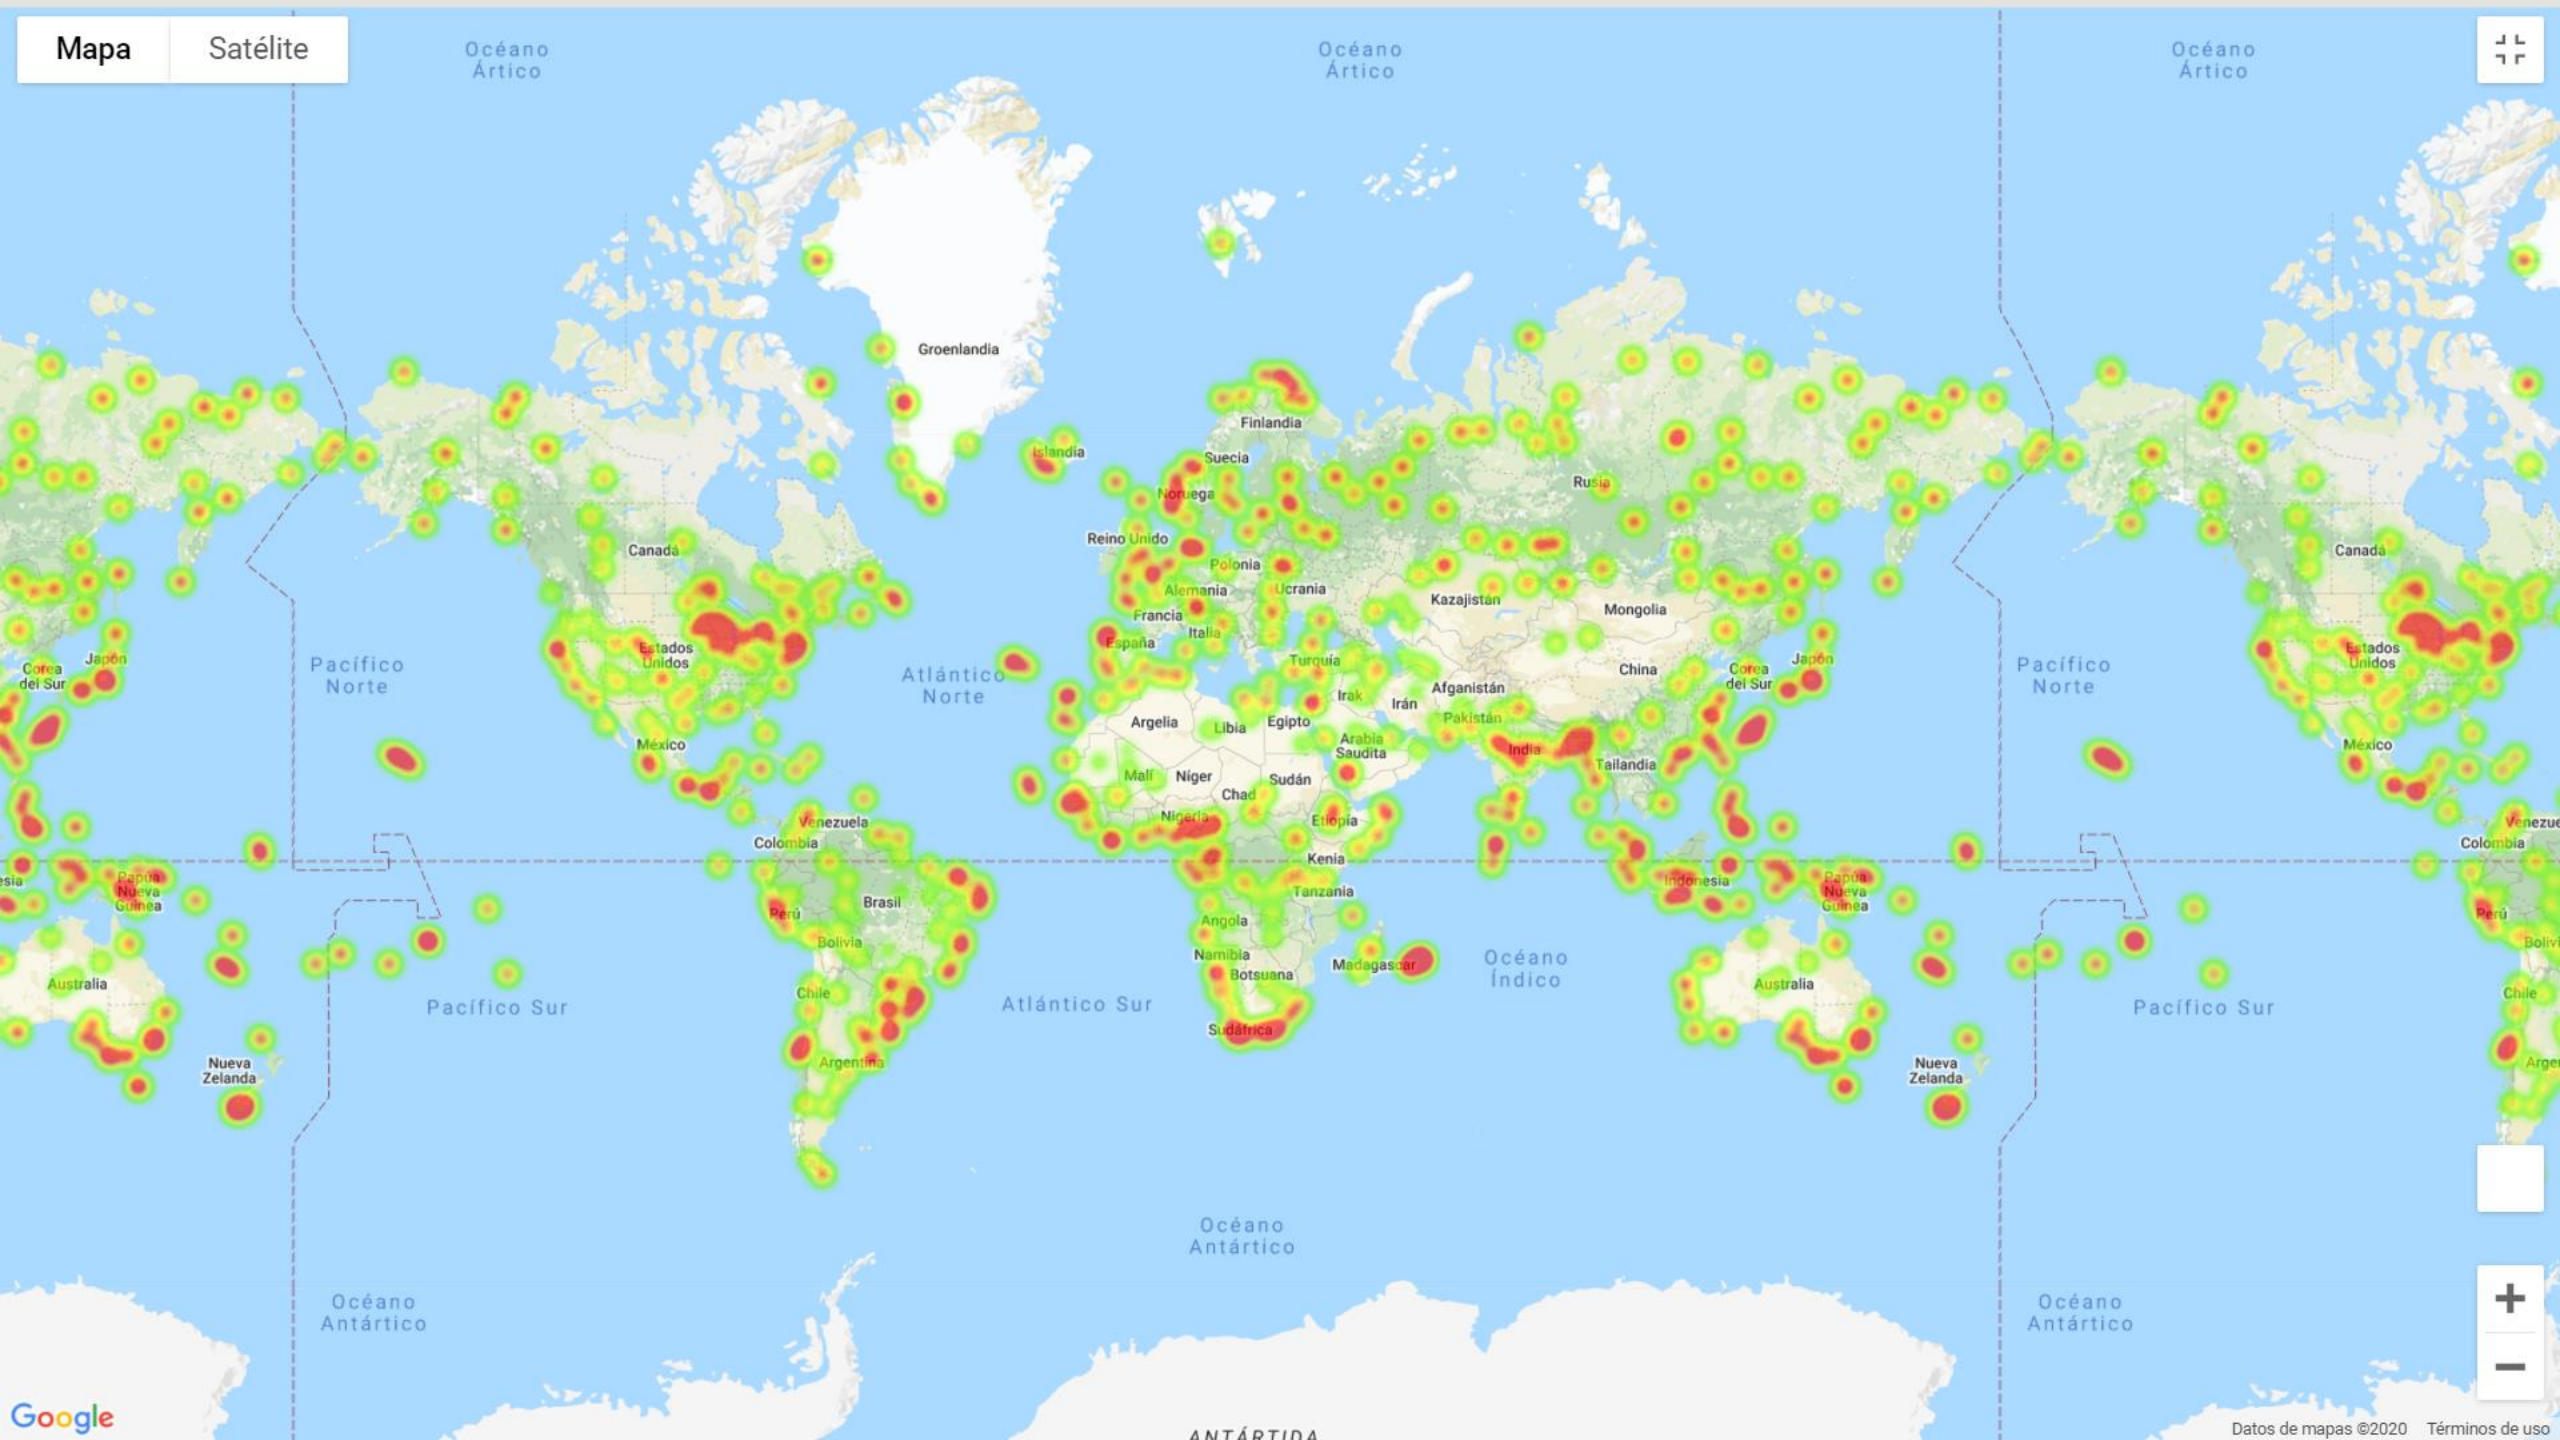 Mapa
Satélite
Océano
Ártico
Océano
Ártico
Océano
Ártico
Groenlandia
Finlandia
Islandia
Suecia
Rusia
Noruega
Reino Unido
Canadá
Canadá
Polonia
Alemania
Ucrania
Kazajistán
Mongolia
Francia
Italia
España
Estados
Unidos
Estados
Unidos
Corea
del Sur
Japón
Pacífico
Norte
Atlántico
Norte
Turquía
China
Corea
del Sur
Japón
Pacífico
Norte
Afganistán
Irak
Irán
Argelia
Libia
Egipto
Pakistán
Arabia
Saudita
India
México
México
Tailandia
Malí
Níger
Sudán
Chad
Nigeria
Etiopía
Venezuela
Colombia
Venezue
Colombia
Kenia
esia
Papúa
Nueva
Guinea
Tanzania
Indonesia
Papúa
Nueva
Guinea
Brasil
Perú
Perú
Angola
Bolivia
Bolivi
Namibia
Botsuana
Madagascar
Océano
Índico
Australia
Australia
Chile
Chile
Pacífico Sur
Atlántico Sur
Pacífico Sur
Sudáfrica
Nueva
Zelanda
Argentina
Nueva
Zelanda
Arge
Océano
Antártico
Océano
Antártico
Océano
Antártico
Google
ANTÁRTIDA
Datos de mapas ©2020
Términos de uso